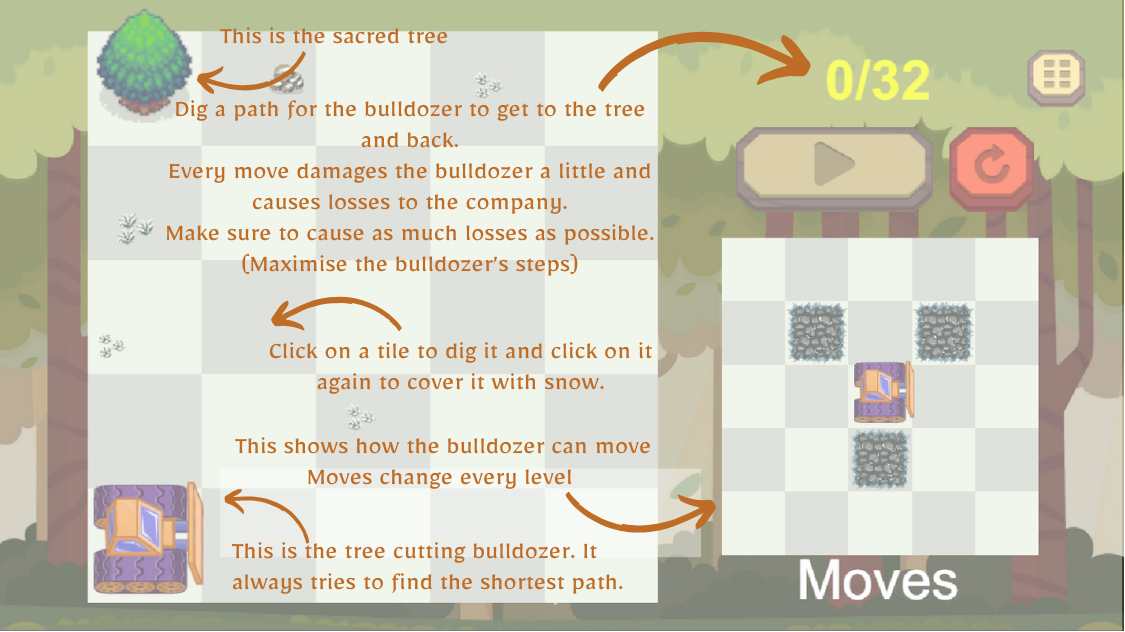 This is the sacred tree
0/32
Dig a path for the bulldozer to get to the tree
and back.
Every move damages the bulldozer a little and
causes losses to the company.
Make sure to cause as much losses as possible.
(Maximise the bulldozer's steps)
Click on a tile to dig it and click on it
again to cover it with snow.
This shows how the bulldozer can move
Moves change every level
This is the tree cutting bulldozer. It
always tries to find the shortest path.
Moves